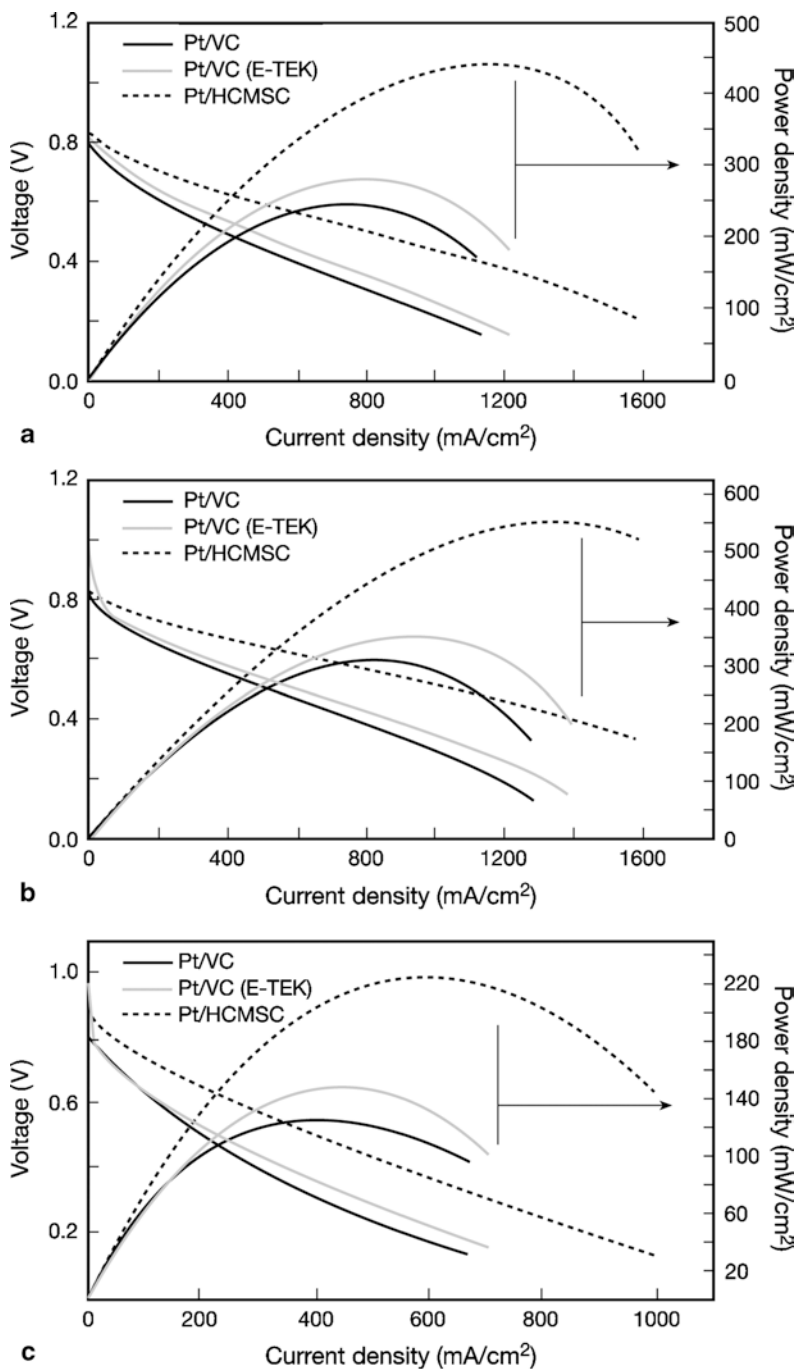 1.2
0.8
0.4
0.0
Voltage (V)
Pt/VC
Pt/VC (E-TEK)
Pt/HCMSC
500
400
300
200
100
0
Power density (mW/cm²)
0 400 800 1200 1600
Current density (mA/cm²)
a
1.2
0.8
0.4
0.0
Voltage (V)
Pt/VC
Pt/VC (E-TEK)
Pt/HCMSC
600
500
400
300
200
100
0
Power density (mW/cm²)
0 400 800 1200 1600
Current density (mA/cm²)
b
1.0
0.6
0.2
Voltage (V)
Pt/VC
Pt/VC (E-TEK)
Pt/HCMSC
220
180
140
100
60
20
Power density (mW/cm²)
0 200 400 600 800 1000
Current density (mA/cm²)
c